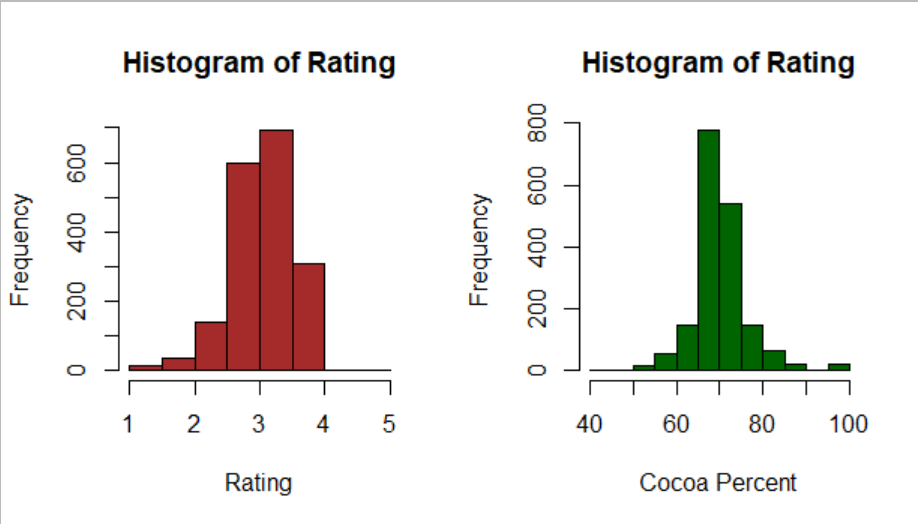 Histogram of Rating
Frequency
0 200 400 600
1 2 3 4 5
Rating
Histogram of Rating
Frequency
0 200 400 600 800
40 60 80 100
Cocoa Percent